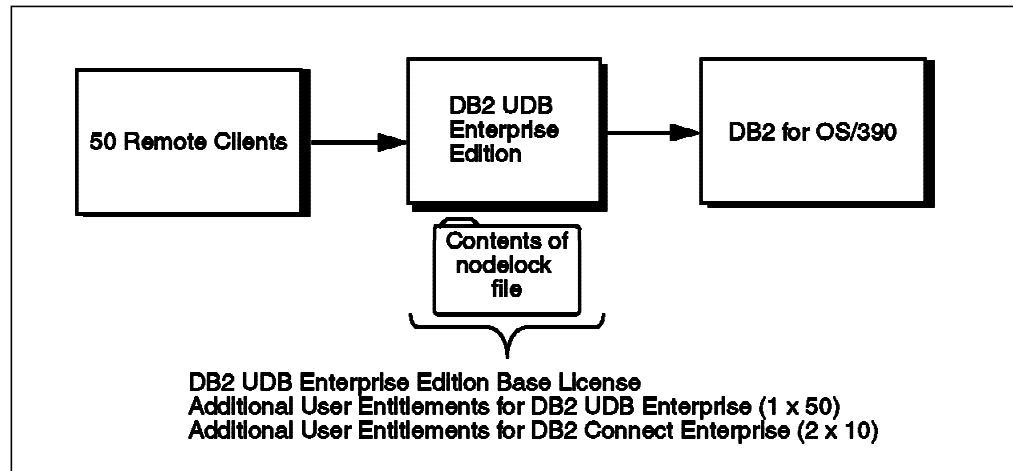 50 Remote Clients
DB2 UDB
Enterprise
Edition
DB2 for OS/390
Contents of
nodelock
file
DB2 UDB Enterprise Edition Base License
Additional User Entitlements for DB2 UDB Enterprise (1 x 50)
Additional User Entitlements for DB2 Connect Enterprise (2 x 10)